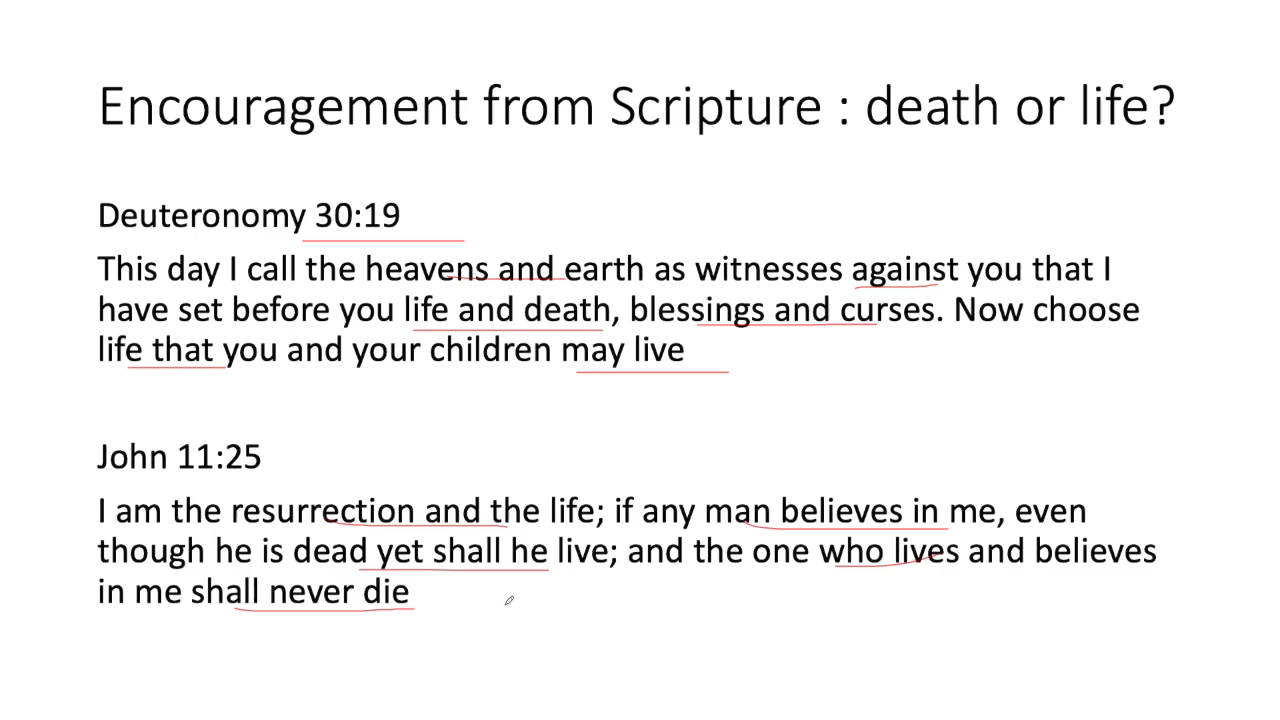 Encouragement from Scripture : death or life?
Deuteronomy 30:19
This day I call the heavens and earth as witnesses against you that I
have set before you life and death, blessings and curses. Now choose
life that you and your children may live
John 11:25
I am the resurrection and the life; if any man believes in me, even
though he is dead yet shall he live; and the one who lives and believes
in me shall never die